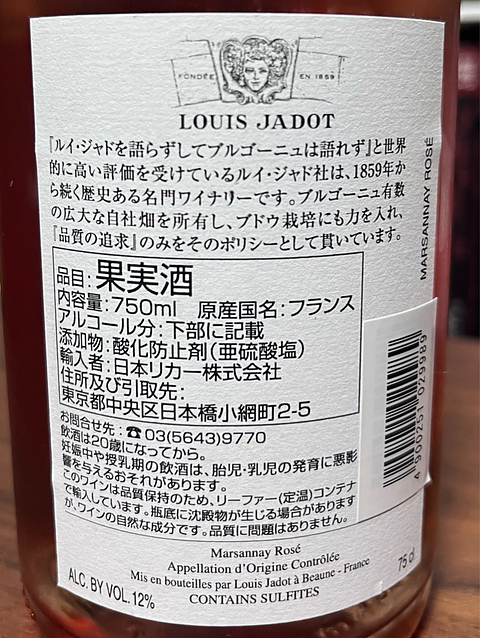 FONDÉE EN 1859
LOUIS JADOT
『ルイ・ジャドを語らずしてブルゴーニュは語れず』と世界
的に高い評価を受けているルイ・ジャド社は、1859年か
ら続く歴史ある名門ワイナリーです。ブルゴーニュ有数
の広大な自社畑を所有し、ブドウ栽培にも力を入れ、
『品質の追求』のみをそのポリシーとして貫いています。
品目:果実酒
内容量:750ml 原産国名:フランス
アルコール分:下部に記載
添加物:酸化防止剤(亜硫酸塩)
輸入者:日本リカー株式会社
住所及び引取先:
東京都中央区日本橋小網町2-5
お問合せ先:☎03(5643)9770
飲酒は20歳になってから。
妊娠中や授乳期の飲酒は、胎児・乳児の発育に悪影
響を与えるおそれがあります。
このワインは品質保持のため、リーファー(定温)コンテナ
で輸入しています。瓶底に沈殿物が生じる場合があります
が、ワインの自然な成分です。品質に問題はありません。
Marsannay Rosé
Appellation d'Origine Contrôlée
Mis en bouteilles par Louis Jadot à Beaune - France
CONTAINS SULFITES
ALC. BY VOL. 12%
75 cl
MARSANNAY ROSÉ
4 900251 029989